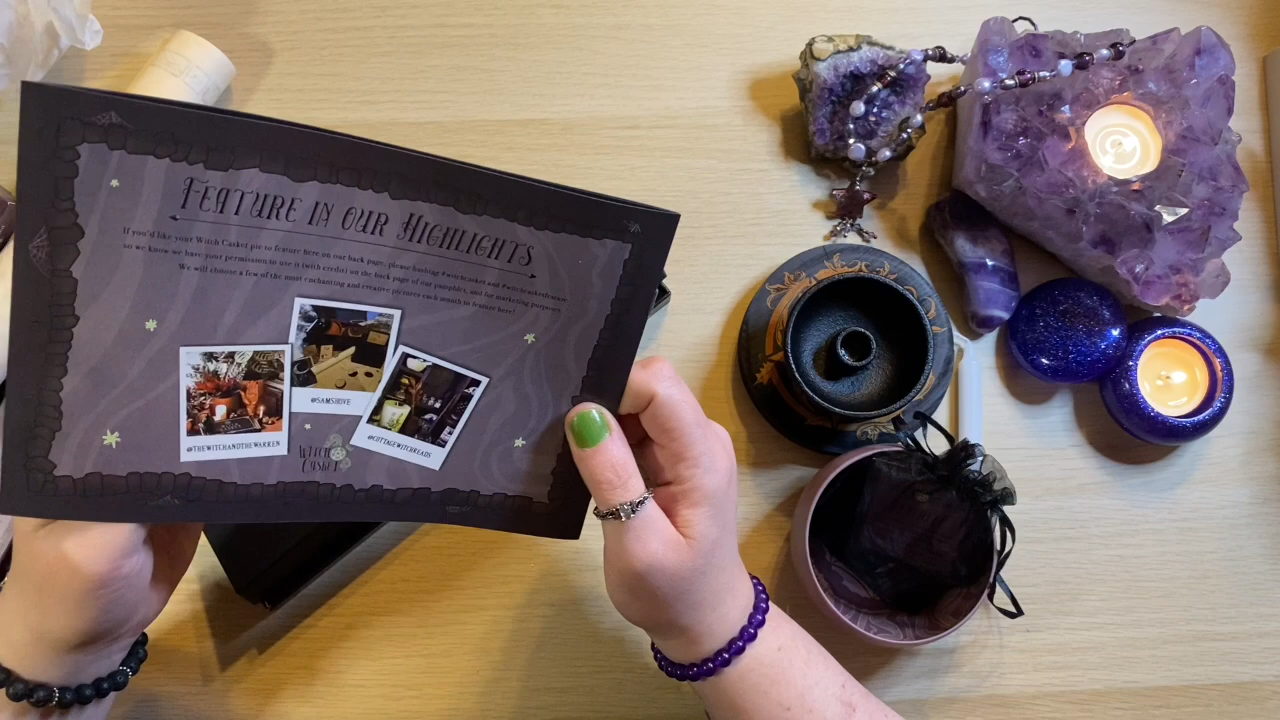 Feature in our Highlights
If you'd like your Witch Casket pic to feature here on our back page, please hashtag #witchcasket and #witchcasketfeature
so we know we have your permission to use it (with credit) on the back page of our pamphlet, and for marketing purposes.
We will choose a few of the most enchanting and creative pictures each month to feature here!
@SAMSHOVE
@THEWITCHANDTHEWARREN
@COTTAGEWITCHREADS
Witch
Casket